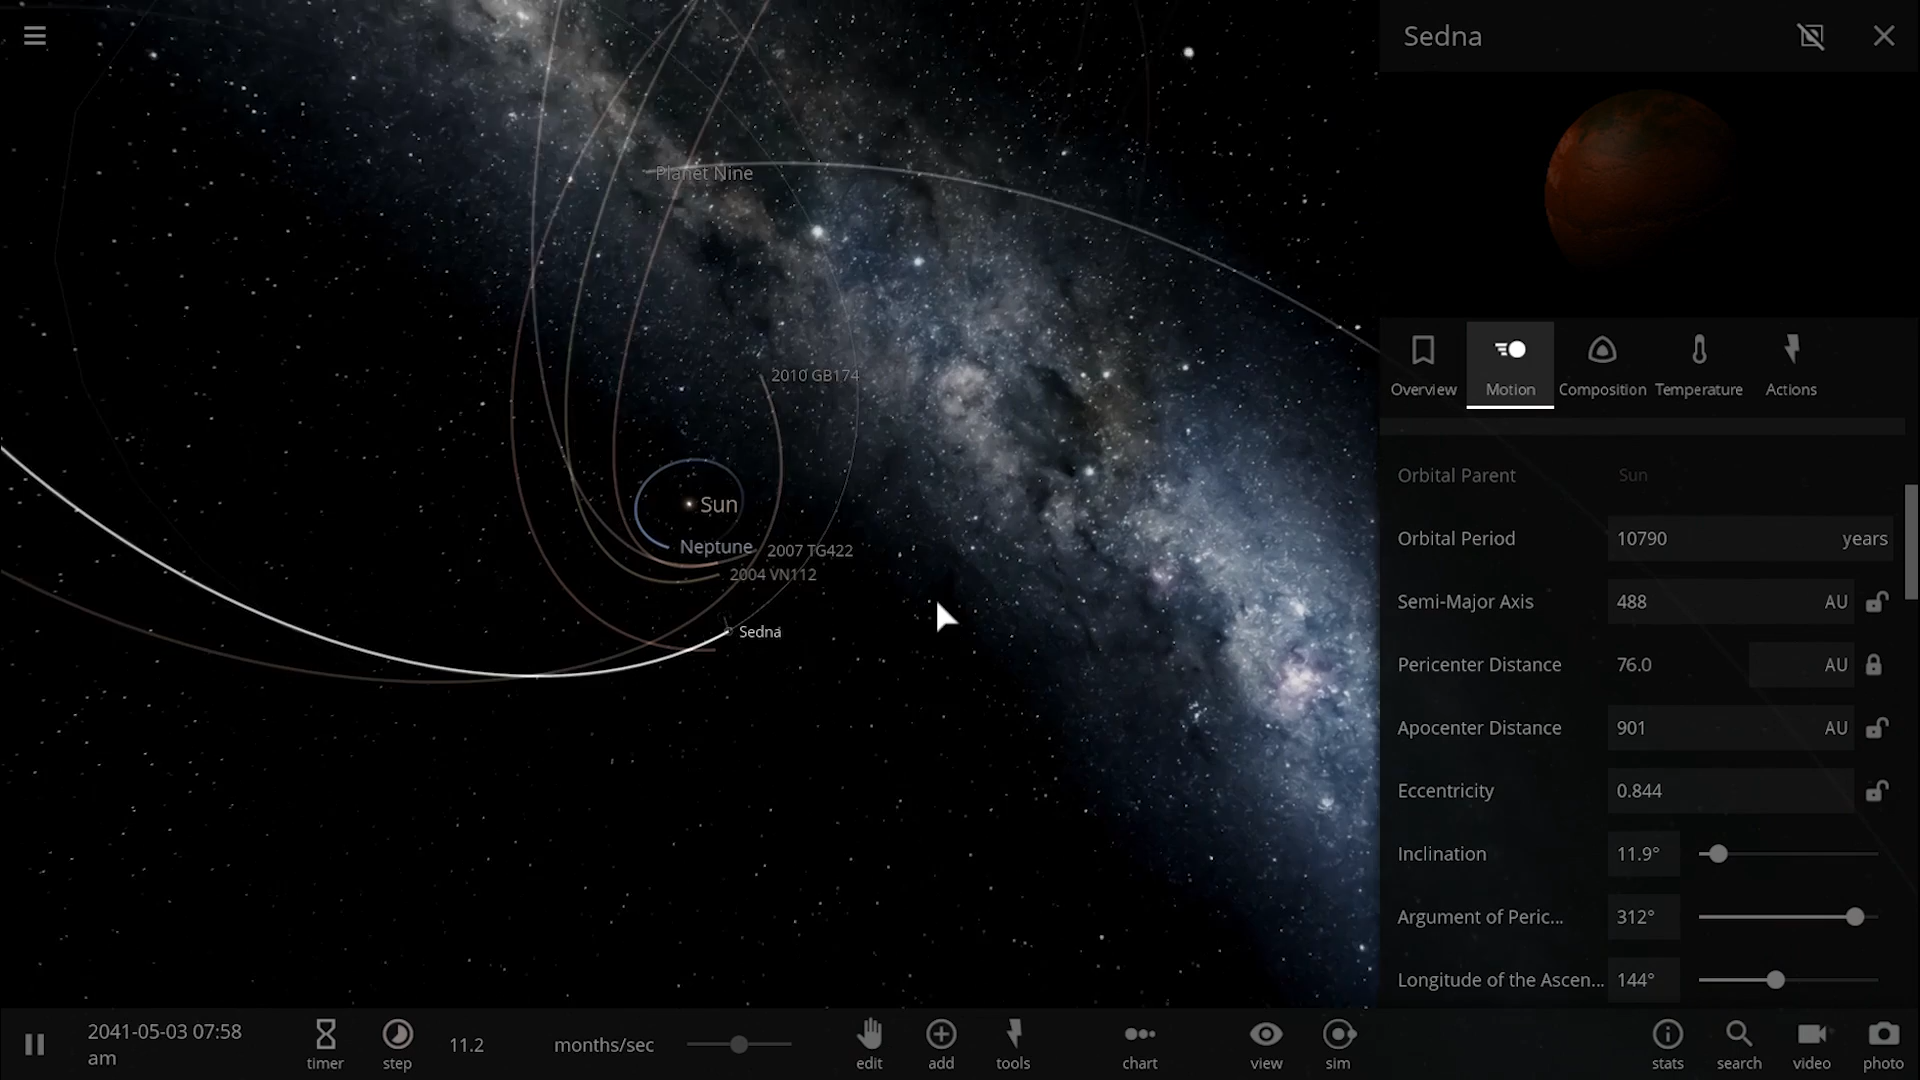 Sedna
Planet Nine
2010 GB174
Sun
Neptune
2007 TG422
2004 VN112
Sedna
Overview
Motion
Composition
Temperature
Actions
Orbital Parent Sun
Orbital Period 10790 years
Semi-Major Axis 488 AU
Pericenter Distance 76.0 AU
Apocenter Distance 901 AU
Eccentricity 0.844
Inclination 11.9°
Argument of Peric... 312°
Longitude of the Ascen... 144°
2041-05-03 07:58
am
timer
step
11.2 months/sec
edit
add
tools
chart
view
sim
stats
search
video
photo